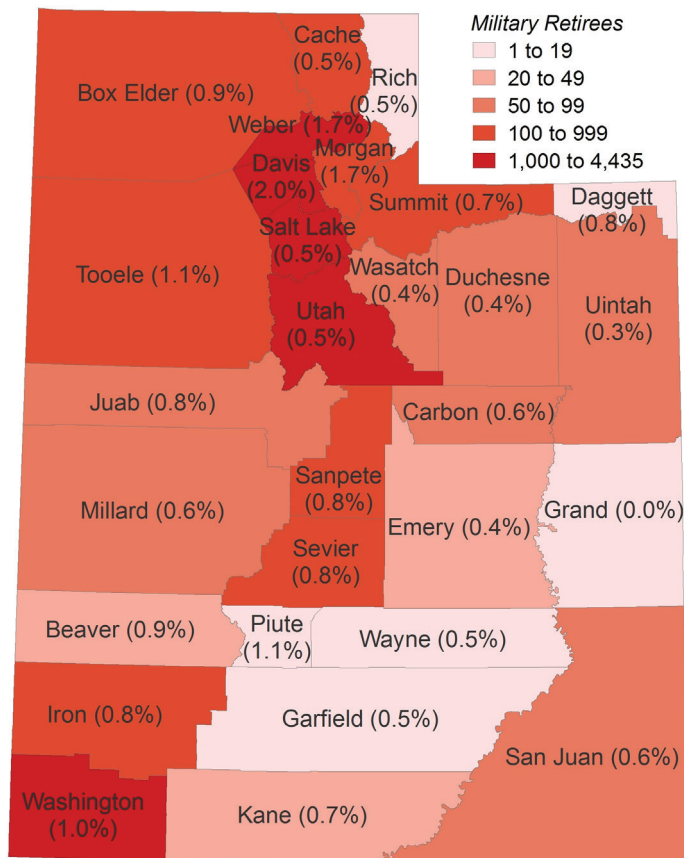 Military Retirees
1 to 19
20 to 49
50 to 99
100 to 999
1,000 to 4,435
Cache
(0.5%)
Rich
(0.5%)
Box Elder (0.9%)
Weber (1.7%)
Morgan
(1.7%)
Davis
(2.0%)
Summit (0.7%)
Daggett
(0.8%)
Salt Lake
(0.5%)
Tooele (1.1%)
Wasatch
(0.4%)
Duchesne
(0.4%)
Uintah
(0.3%)
Utah
(0.5%)
Juab (0.8%)
Carbon (0.6%)
Sanpete
(0.8%)
Millard (0.6%)
Emery (0.4%)
Grand (0.0%)
Sevier
(0.8%)
Beaver (0.9%)
Piute
(1.1%)
Wayne (0.5%)
Iron (0.8%)
Garfield (0.5%)
San Juan (0.6%)
Washington
(1.0%)
Kane (0.7%)